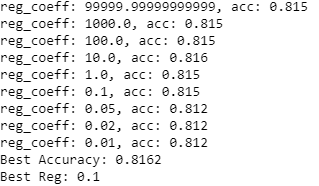 reg_coeff: 99999.99999999999, acc: 0.815
reg_coeff: 1000.0, acc: 0.815
reg_coeff: 100.0, acc: 0.815
reg_coeff: 10.0, acc: 0.816
reg_coeff: 1.0, acc: 0.815
reg_coeff: 0.1, acc: 0.815
reg_coeff: 0.05, acc: 0.812
reg_coeff: 0.02, acc: 0.812
reg_coeff: 0.01, acc: 0.812
Best Accuracy: 0.8162
Best Reg: 0.1